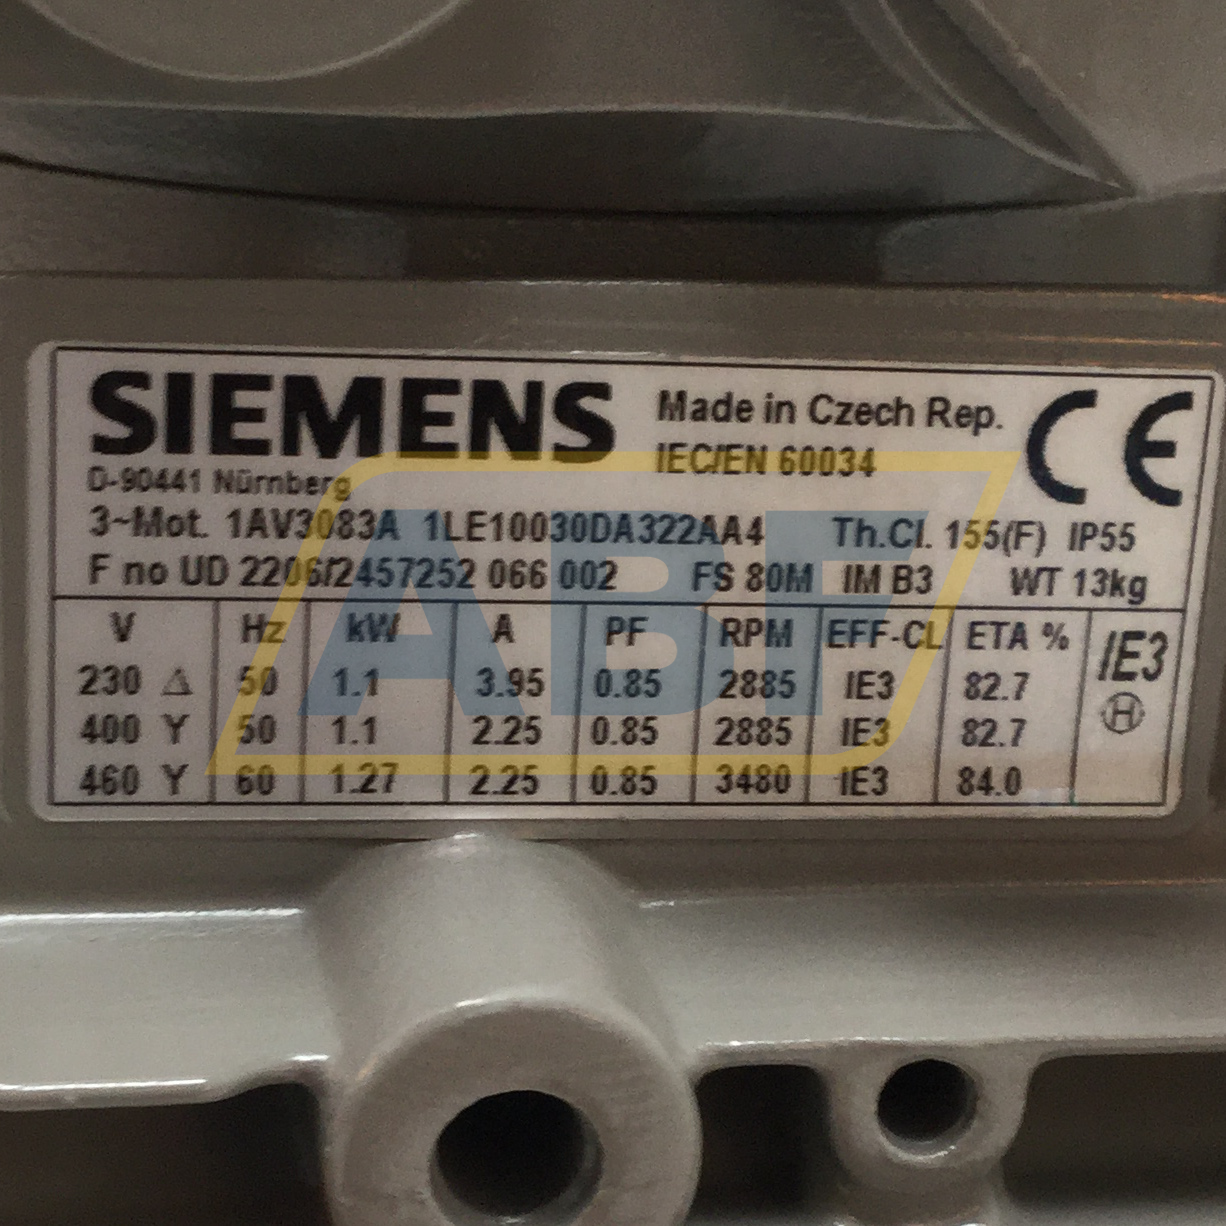 SIEMENS Made in Czech Rep. CE
IEC/EN 60034
D-90441 Nürnberg
3~Mot. 1AV3083A 1LE10030DA322AA4 Th.Cl. 155(F) IP55
F no UD 2206/2457252 066 002 FS 80M IM B3 WT 13kg
V Hz kW A PF RPM EFF-CL ETA % IE3
230 Δ 50 1.1 3.95 0.85 2885 IE3 82.7 H
400 Y 50 1.1 2.25 0.85 2885 IE3 82.7
460 Y 60 1.27 2.25 0.85 3480 IE3 84.0
ABF